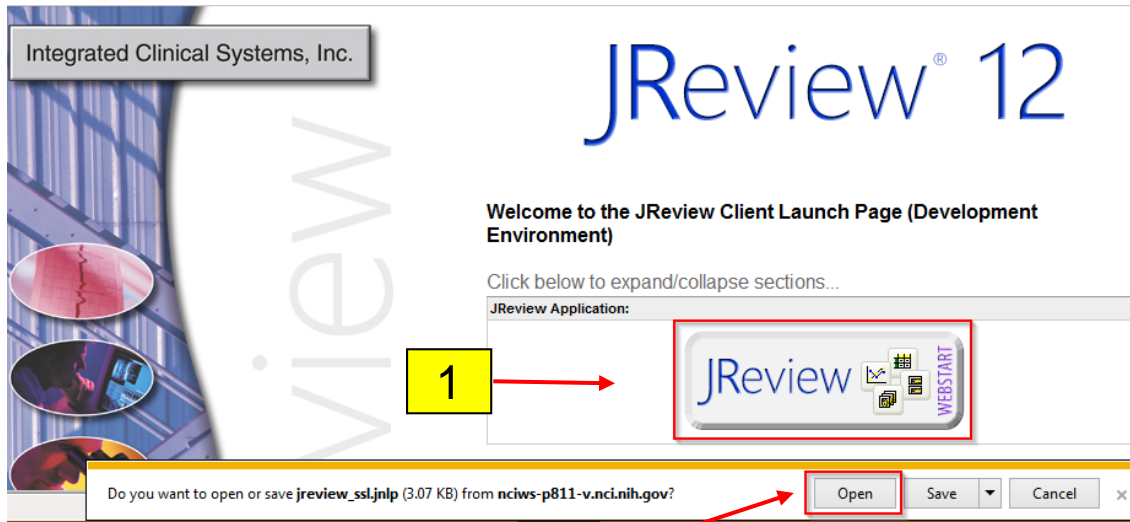 Integrated Clinical Systems, Inc.
JReview® 12
view
Welcome to the JReview Client Launch Page (Development
Environment)
Click below to expand/collapse sections...
JReview Application:
1
JReview WEBSTART
Do you want to open or save jreview_ssl.jnlp (3.07 KB) from nciws-p811-v.nci.nih.gov? Open Save Cancel ×